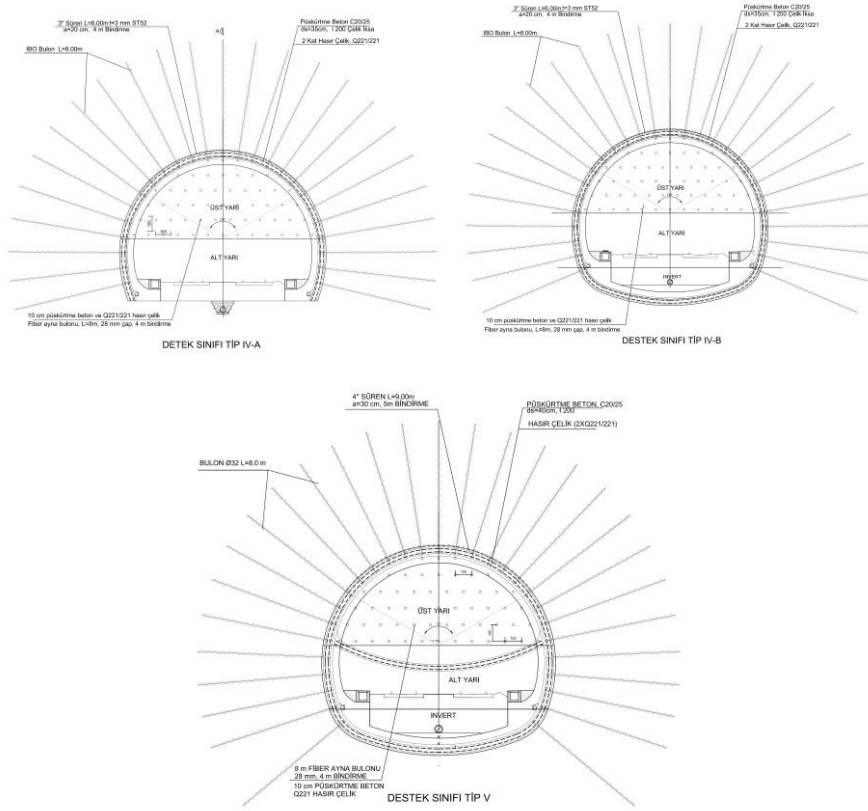 3" Süren L=6,00m t=3 mm ST52
a=20 cm, 4 m Bindirme
Püskürtme Beton C20/25
ds=35cm, I 200 Çelik İksa
2 Kat Hasır Çelik, Q221/221
IBO Bulon L=8.00m
ÜST YARI
ALT YARI
10 cm püskürtme beton ve Q221/221 hasır çelik
Fiber ayna bulonu, L=8m, 28 mm çap, 4 m bindirme
DETEK SINIFI TİP IV-A
3" Süren L=6,00m t=3 mm ST52
a=20 cm, 4 m Bindirme
Püskürtme Beton C20/25
ds=35cm, I 200 Çelik İksa
2 Kat Hasır Çelik, Q221/221
IBO Bulon L=8.00m
ÜST YARI
ALT YARI
INVERT
10 cm püskürtme beton ve Q221/221 hasır çelik
Fiber ayna bulonu, L=8m, 28 mm çap, 4 m bindirme
DESTEK SINIFI TİP IV-B
4" SÜREN L=9,00m
a=30 cm, 5m BİNDİRME
PÜSKÜRTME BETON, C20/25
ds=40cm, I 200
HASIR ÇELİK (2XQ221/221)
BULON Ø32 L=8.0 m
ÜST YARI
ALT YARI
INVERT
8 m FİBER AYNA BULONU
28 mm, 4 m BİNDİRME
10 cm PÜSKÜRTME BETON
Q221 HASIR ÇELİK
DESTEK SINIFI TİP V